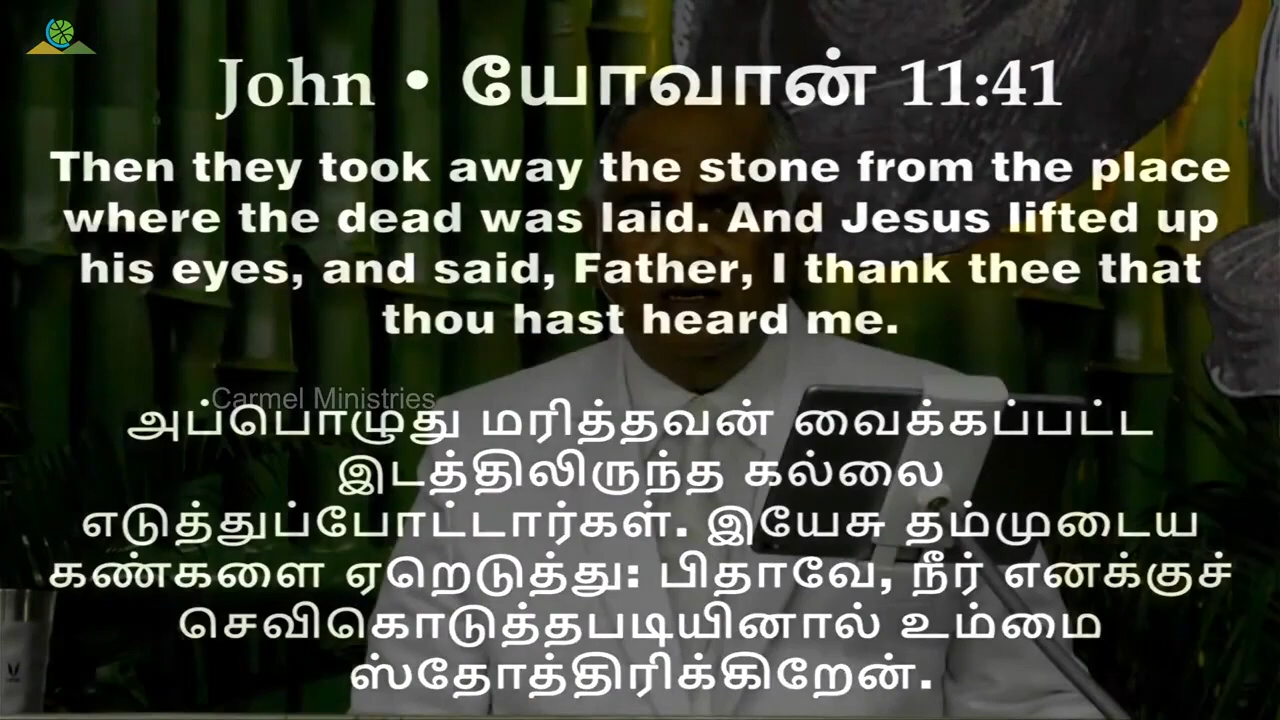 John • யோவான் 11:41
Then they took away the stone from the place
where the dead was laid. And Jesus lifted up
his eyes, and said, Father, I thank thee that
thou hast heard me.
Carmel Ministries
அப்பொழுது மரித்தவன் வைக்கப்பட்ட
இடத்திலிருந்த கல்லை
எடுத்துப்போட்டார்கள். இயேசு தம்முடைய
கண்களை ஏறெடுத்து: பிதாவே, நீர் எனக்குச்
செவிகொடுத்தபடியினால் உம்மை
ஸ்தோத்திரிக்கிறேன்.